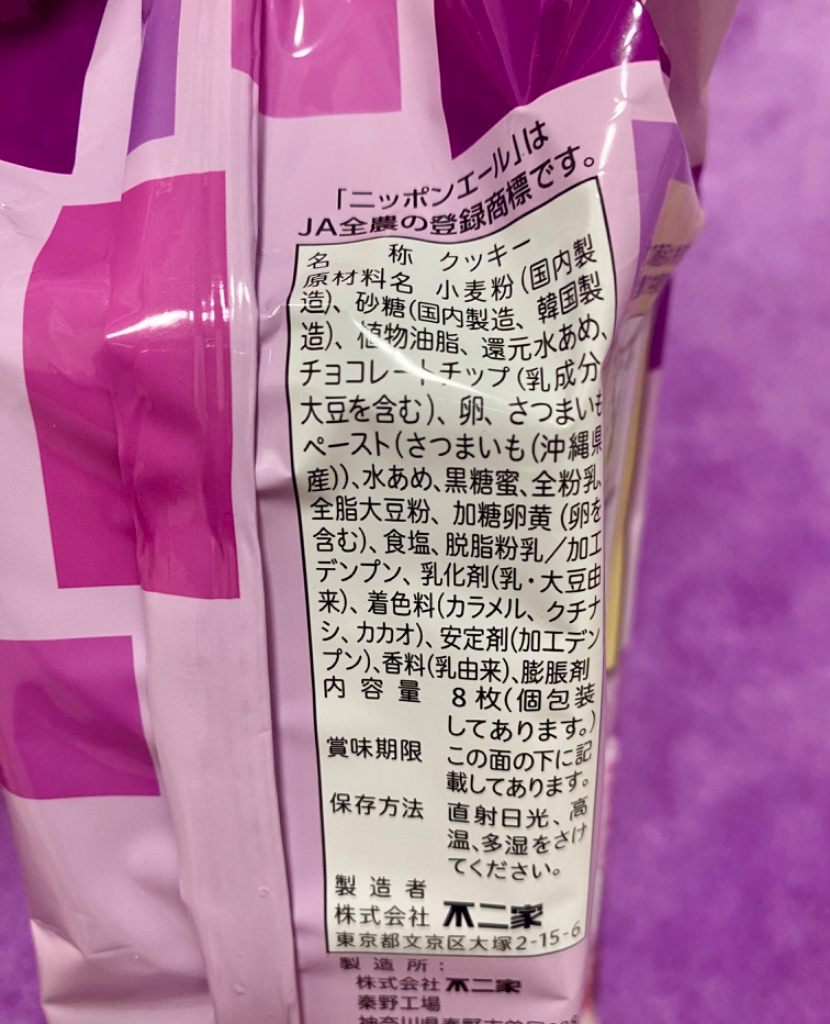 「ニッポンエール」は
JA全農の登録商標です。
名称 クッキー
原材料名 小麦粉(国内製
造)、砂糖(国内製造、韓国製
造)、植物油脂、還元水あめ、
チョコレートチップ(乳成分
大豆を含む)、卵、さつまいも
ペースト(さつまいも(沖縄県
産))、水あめ、黒糖蜜、全粉乳、
全脂大豆粉、加糖卵黄(卵を
含む)、食塩、脱脂粉乳/加工
デンプン、乳化剤(乳・大豆由
来)、着色料(カラメル、クチナ
シ、カカオ)、安定剤(加工デン
プン)、香料(乳由来)、膨脹剤
内容量 8枚(個包装
してあります。)
賞味期限 この面の下に記
載してあります。
保存方法 直射日光、高
温、多湿をさけ
てください。
製造者
株式会社 不二家
東京都文京区大塚2-15-6
製造所:
株式会社 不二家
秦野工場